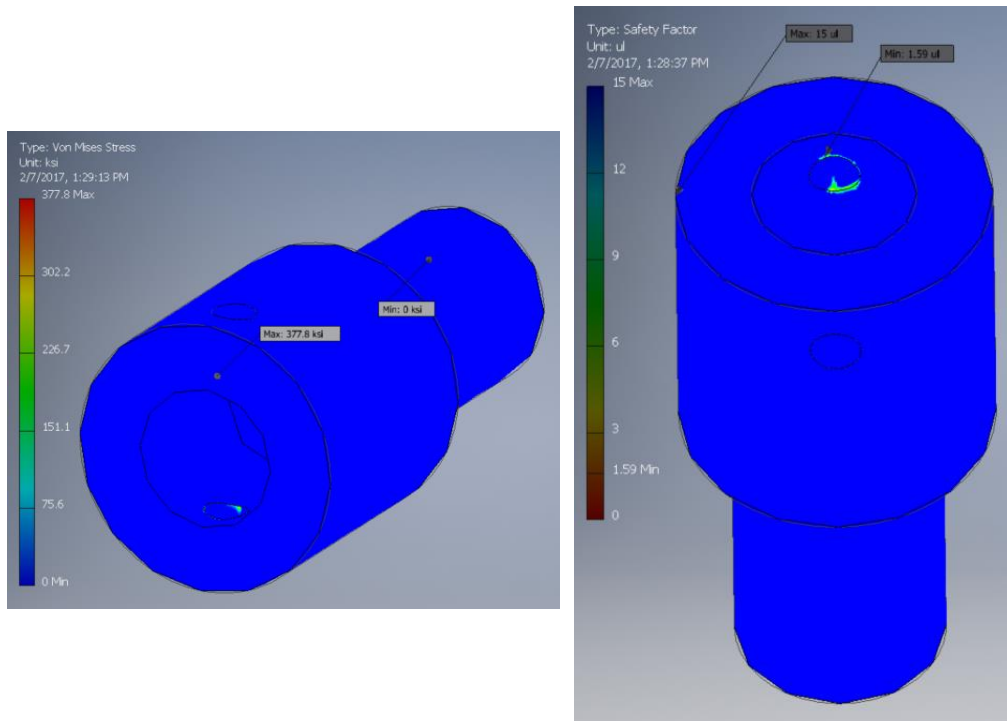 Type: Von Mises Stress
Unit: ksi
2/7/2017, 1:29:13 PM
377.8 Max
302.2
226.7
151.1
75.6
0 Min
Max: 377.8 ksi
Min: 0 ksi
Type: Safety Factor
Unit: ul
2/7/2017, 1:28:37 PM
15 Max
12
9
6
3
1.59 Min
0
Max: 15 ul
Min: 1.59 ul